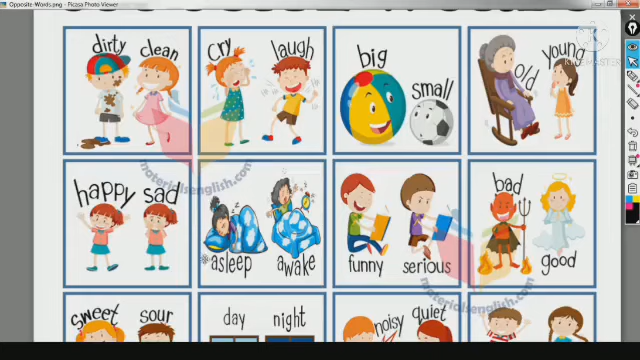 Opposite-Words.png - Picasa Photo Viewer
dirty clean
cry laugh
big small
old young
KINEMASTER
happy sad
asleep awake
funny serious
bad good
materialsenglish.com
materialsenglish.com
sweet sour
day night
noisy quiet